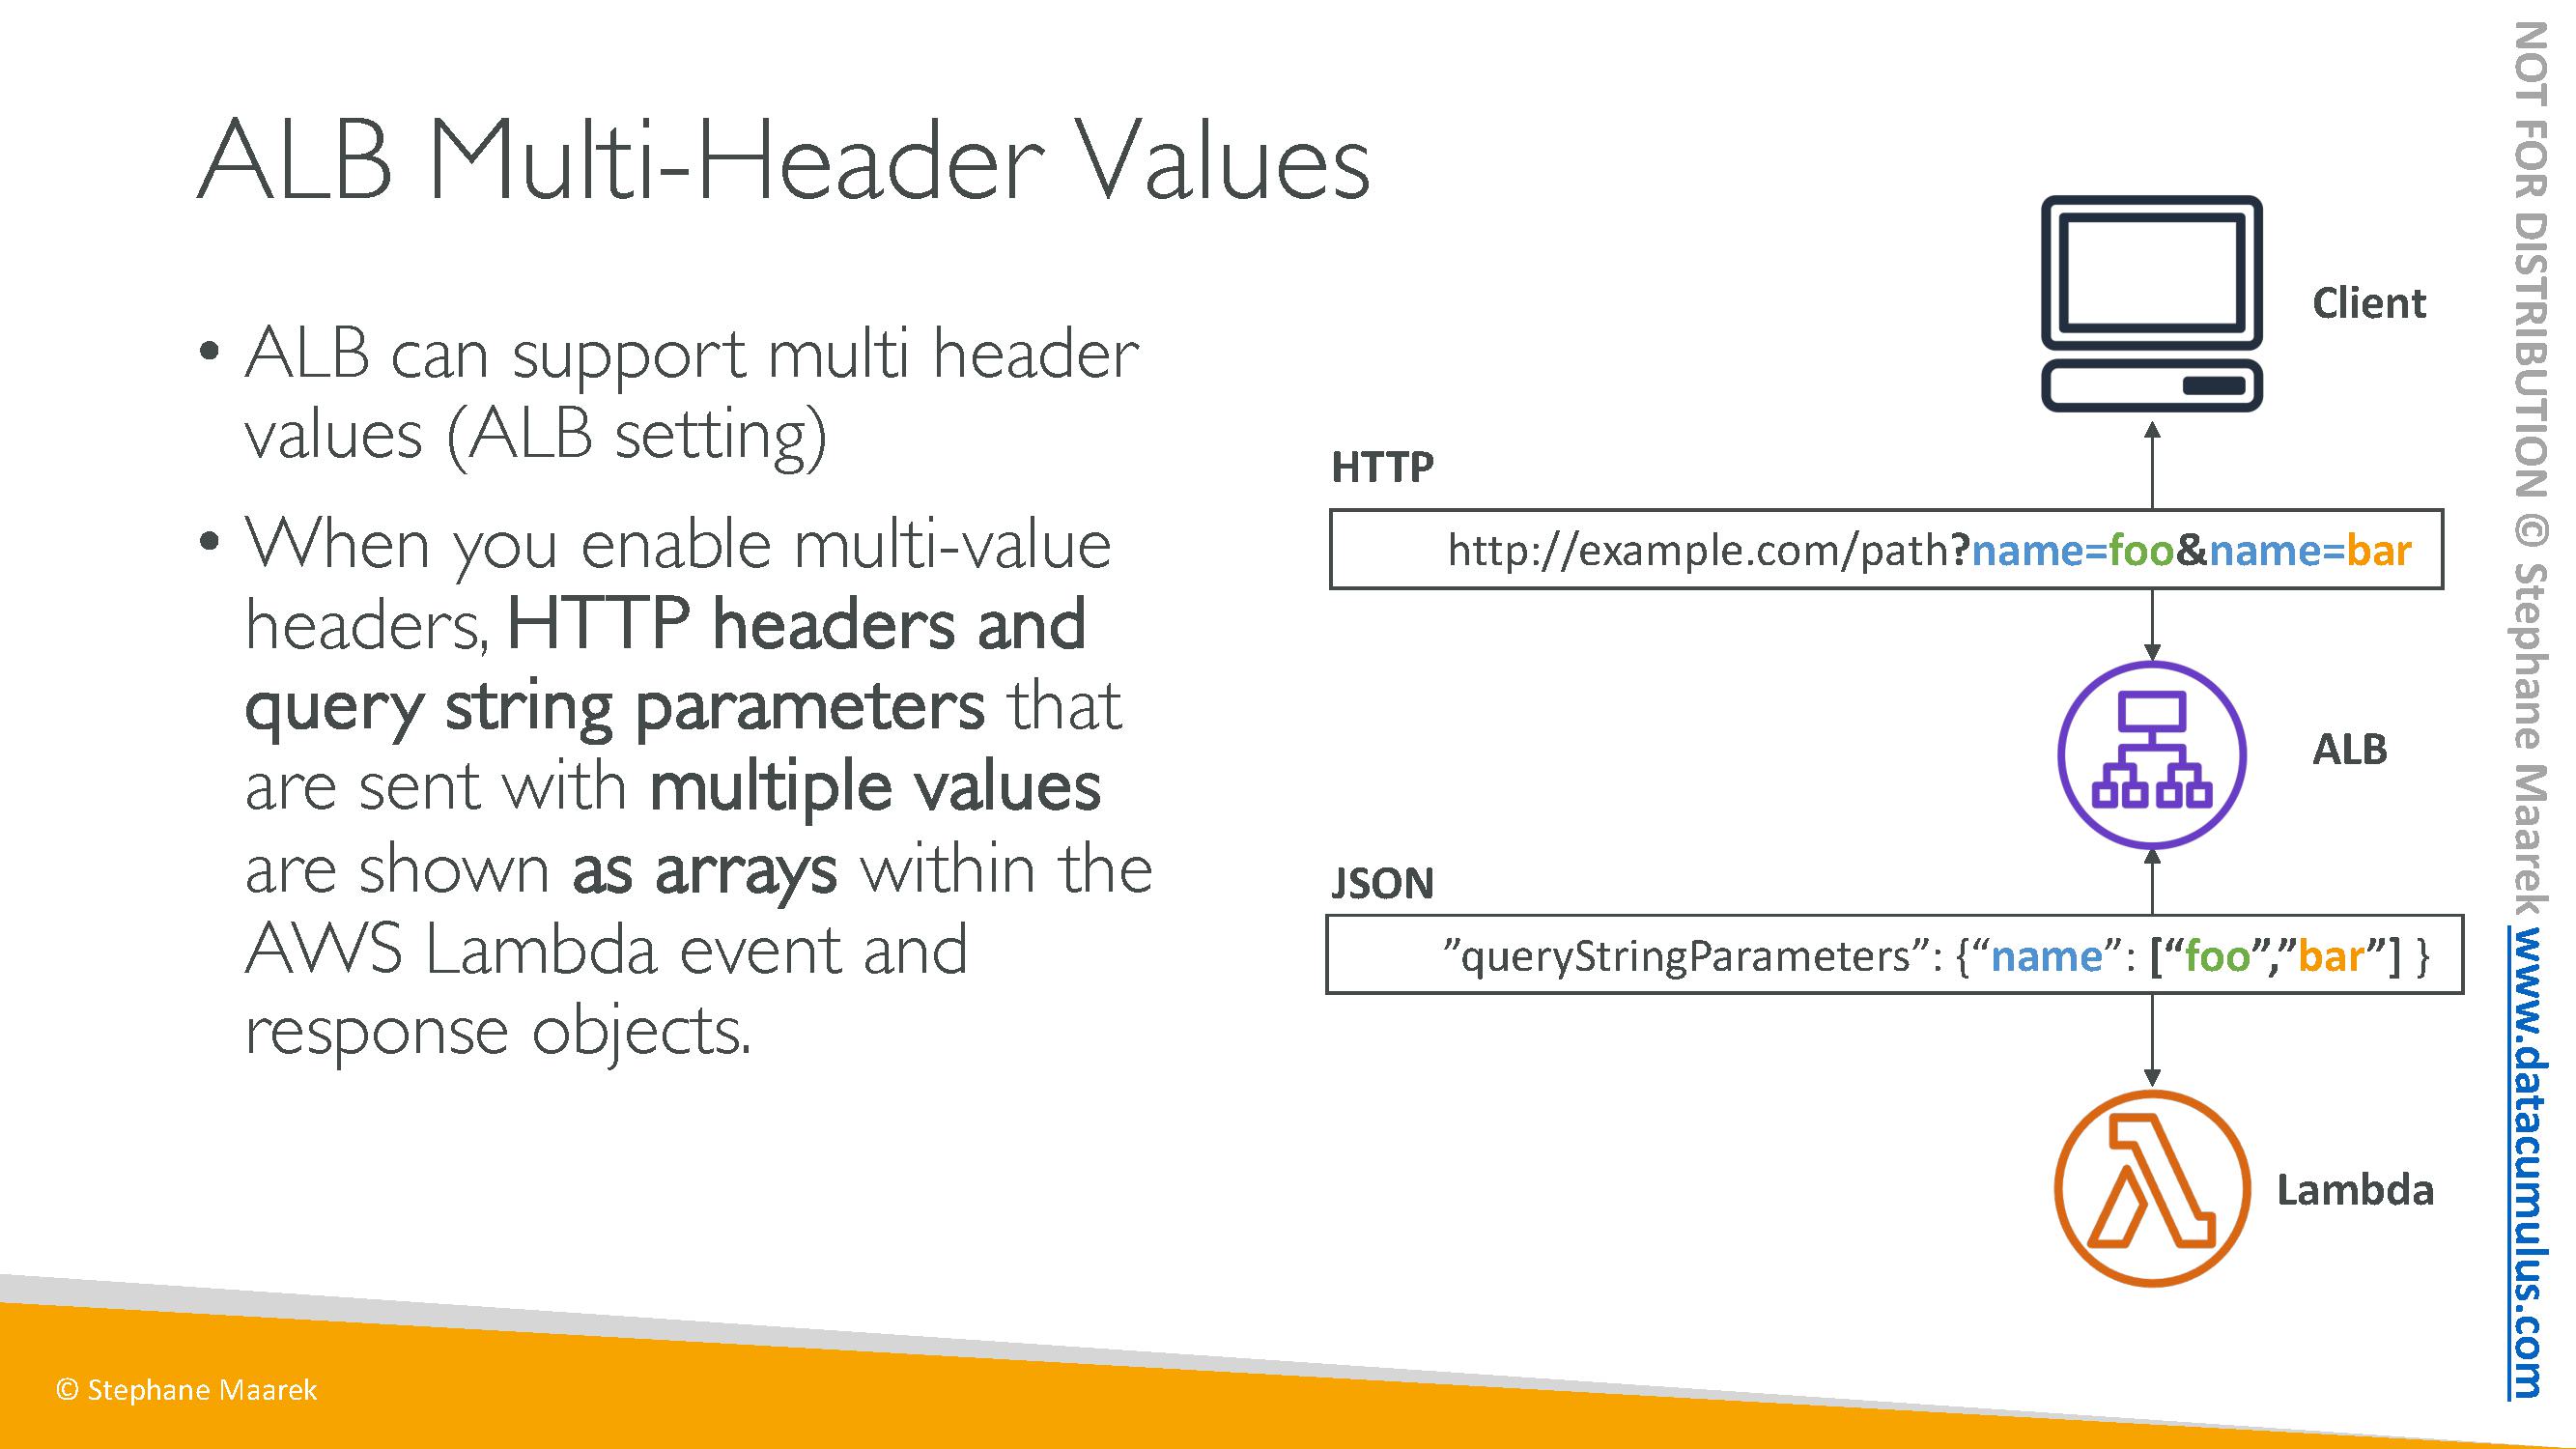 ALB Multi-Header Values
• ALB can support multi header
values (ALB setting)
• When you enable multi-value
headers, HTTP headers and
query string parameters that
are sent with multiple values
are shown as arrays within the
AWS Lambda event and
response objects.
Client
HTTP
http://example.com/path?name=foo&name=bar
ALB
JSON
”queryStringParameters”: {“name”: [“foo”,”bar”] }
Lambda
© Stephane Maarek
NOT FOR DISTRIBUTION © Stephane Maarek www.datacumulus.com